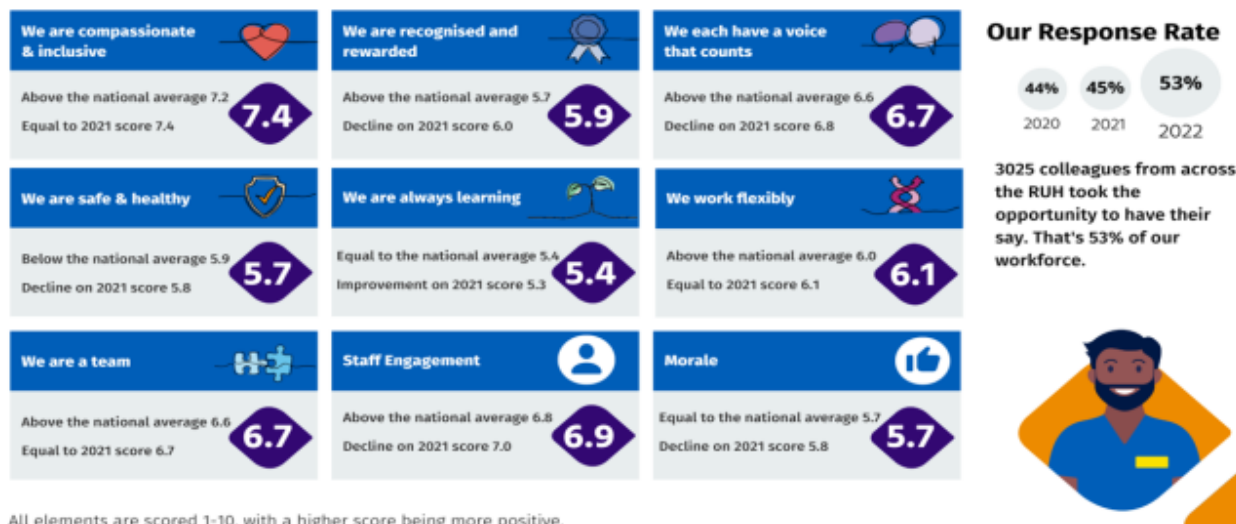 We are compassionate
& inclusive
Above the national average 7.2
Equal to 2021 score 7.4
7.4
We are recognised and
rewarded
Above the national average 5.7
Decline on 2021 score 6.0
5.9
We each have a voice
that counts
Above the national average 6.6
Decline on 2021 score 6.8
6.7
Our Response Rate
44%
45%
53%
2020
2021
2022
3025 colleagues from across
the RUH took the
opportunity to have their
say. That's 53% of our
workforce.
We are safe & healthy
Below the national average 5.9
Decline on 2021 score 5.8
5.7
We are always learning
Equal to the national average 5.4
Improvement on 2021 score 5.3
5.4
We work flexibly
Above the national average 6.0
Equal to 2021 score 6.1
6.1
We are a team
Above the national average 6.6
Equal to 2021 score 6.7
6.7
Staff Engagement
Above the national average 6.8
Decline on 2021 score 7.0
6.9
Morale
Equal to the national average 5.7
Decline on 2021 score 5.8
5.7
All elements are scored 1-10, with a higher score being more positive.